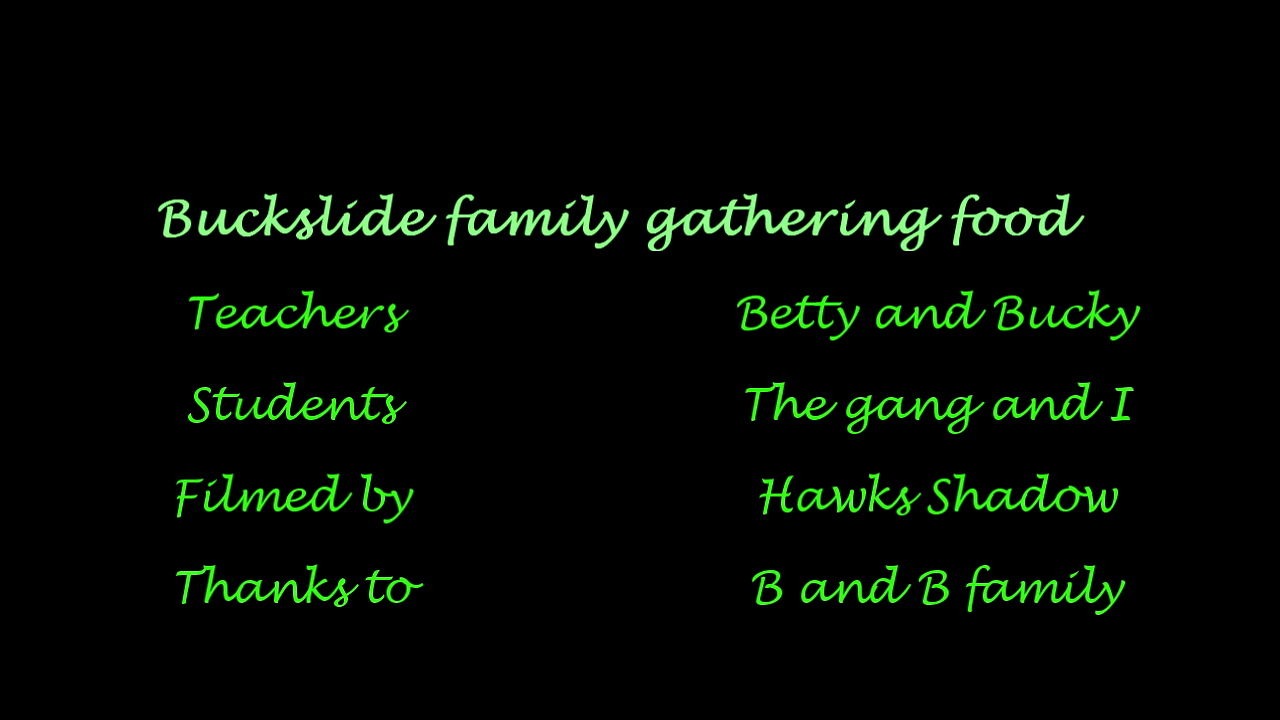 Buckslide family gathering food
Teachers Betty and Bucky
Students The gang and I
Filmed by Hawks Shadow
Thanks to B and B family